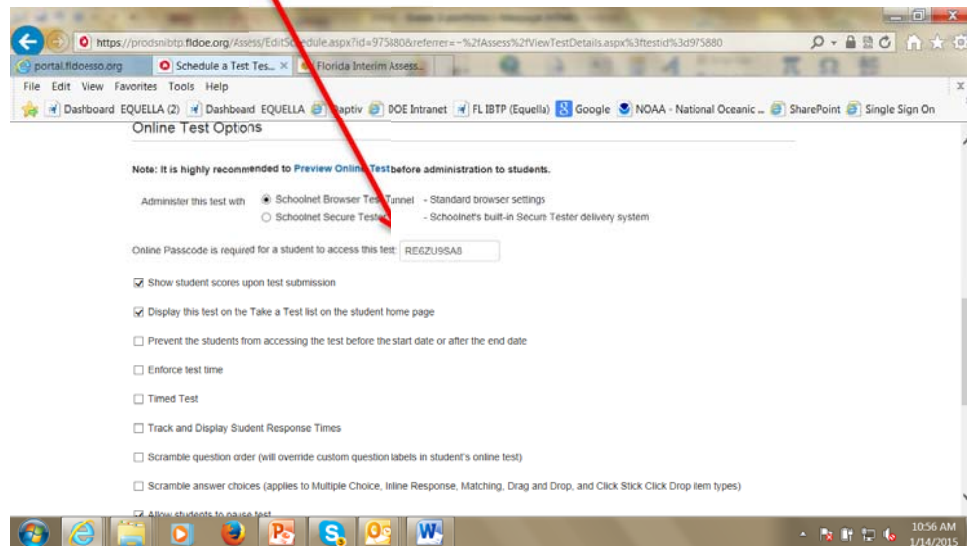 https://prodsnibtp.fldoe.org/Assess/EditSchedule.aspx?id=975880&referrer=~%2fAssess%2fViewTestDetails.aspx%3ftestid%3d975880
portal.fldoesso.org Schedule a Test Tes... Florida Interim Assess...
File Edit View Favorites Tools Help
Dashboard EQUELLA (2) Dashboard EQUELLA Daptiv DOE Intranet FL IBTP (Equella) Google NOAA - National Oceanic ... SharePoint Single Sign On
Online Test Options
Note: It is highly recommended to Preview Online Test before administration to students.
Administer this test with Schoolnet Browser Test Tunnel - Standard browser settings
Schoolnet Secure Tester - Schoolnet's built-in Secure Tester delivery system
Online Passcode is required for a student to access this test: RE6ZU9SA8
Show student scores upon test submission
Display this test on the Take a Test list on the student home page
Prevent the students from accessing the test before the start date or after the end date
Enforce test time
Timed Test
Track and Display Student Response Times
Scramble question order (will override custom question labels in student's online test)
Scramble answer choices (applies to Multiple Choice, Inline Response, Matching, Drag and Drop, and Click Stick Click Drop item types)
Allow students to pause test
10:56 AM
1/14/2015